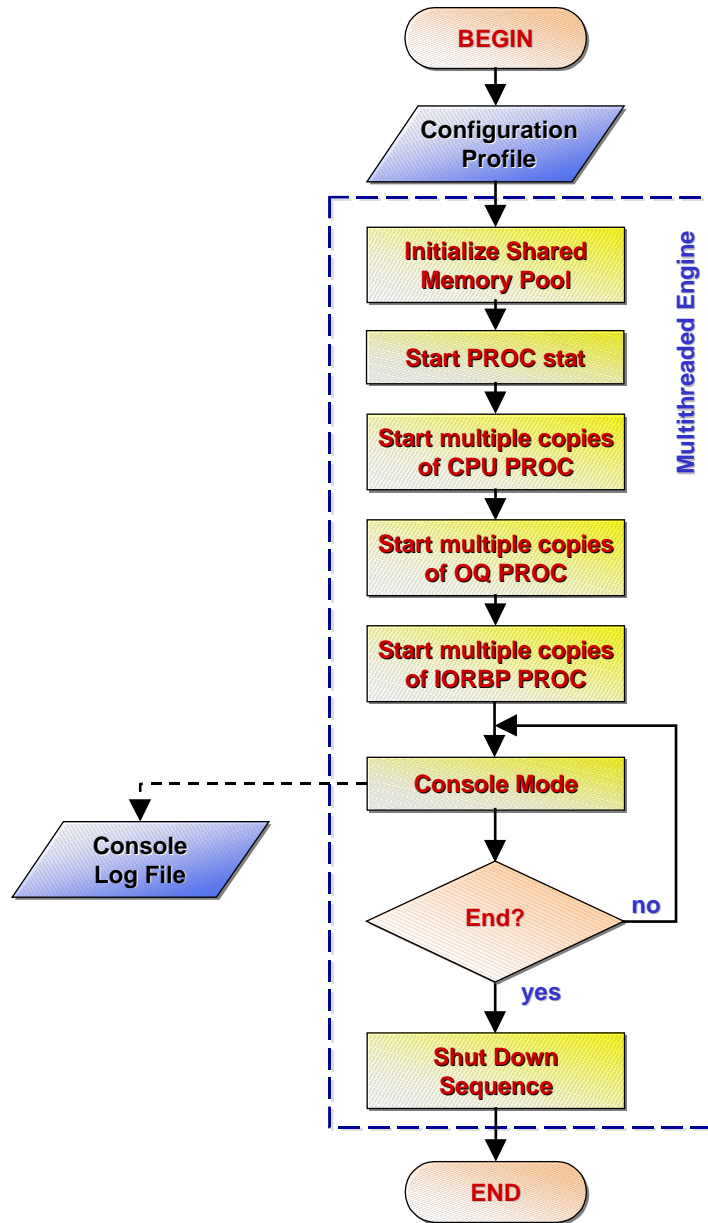 BEGIN
Configuration
Profile
Multithreaded Engine
Initialize Shared
Memory Pool
Start PROC stat
Start multiple copies
of CPU PROC
Start multiple copies
of OQ PROC
Start multiple copies
of IORBP PROC
Console Mode
Console
Log File
End?
no
yes
Shut Down
Sequence
END